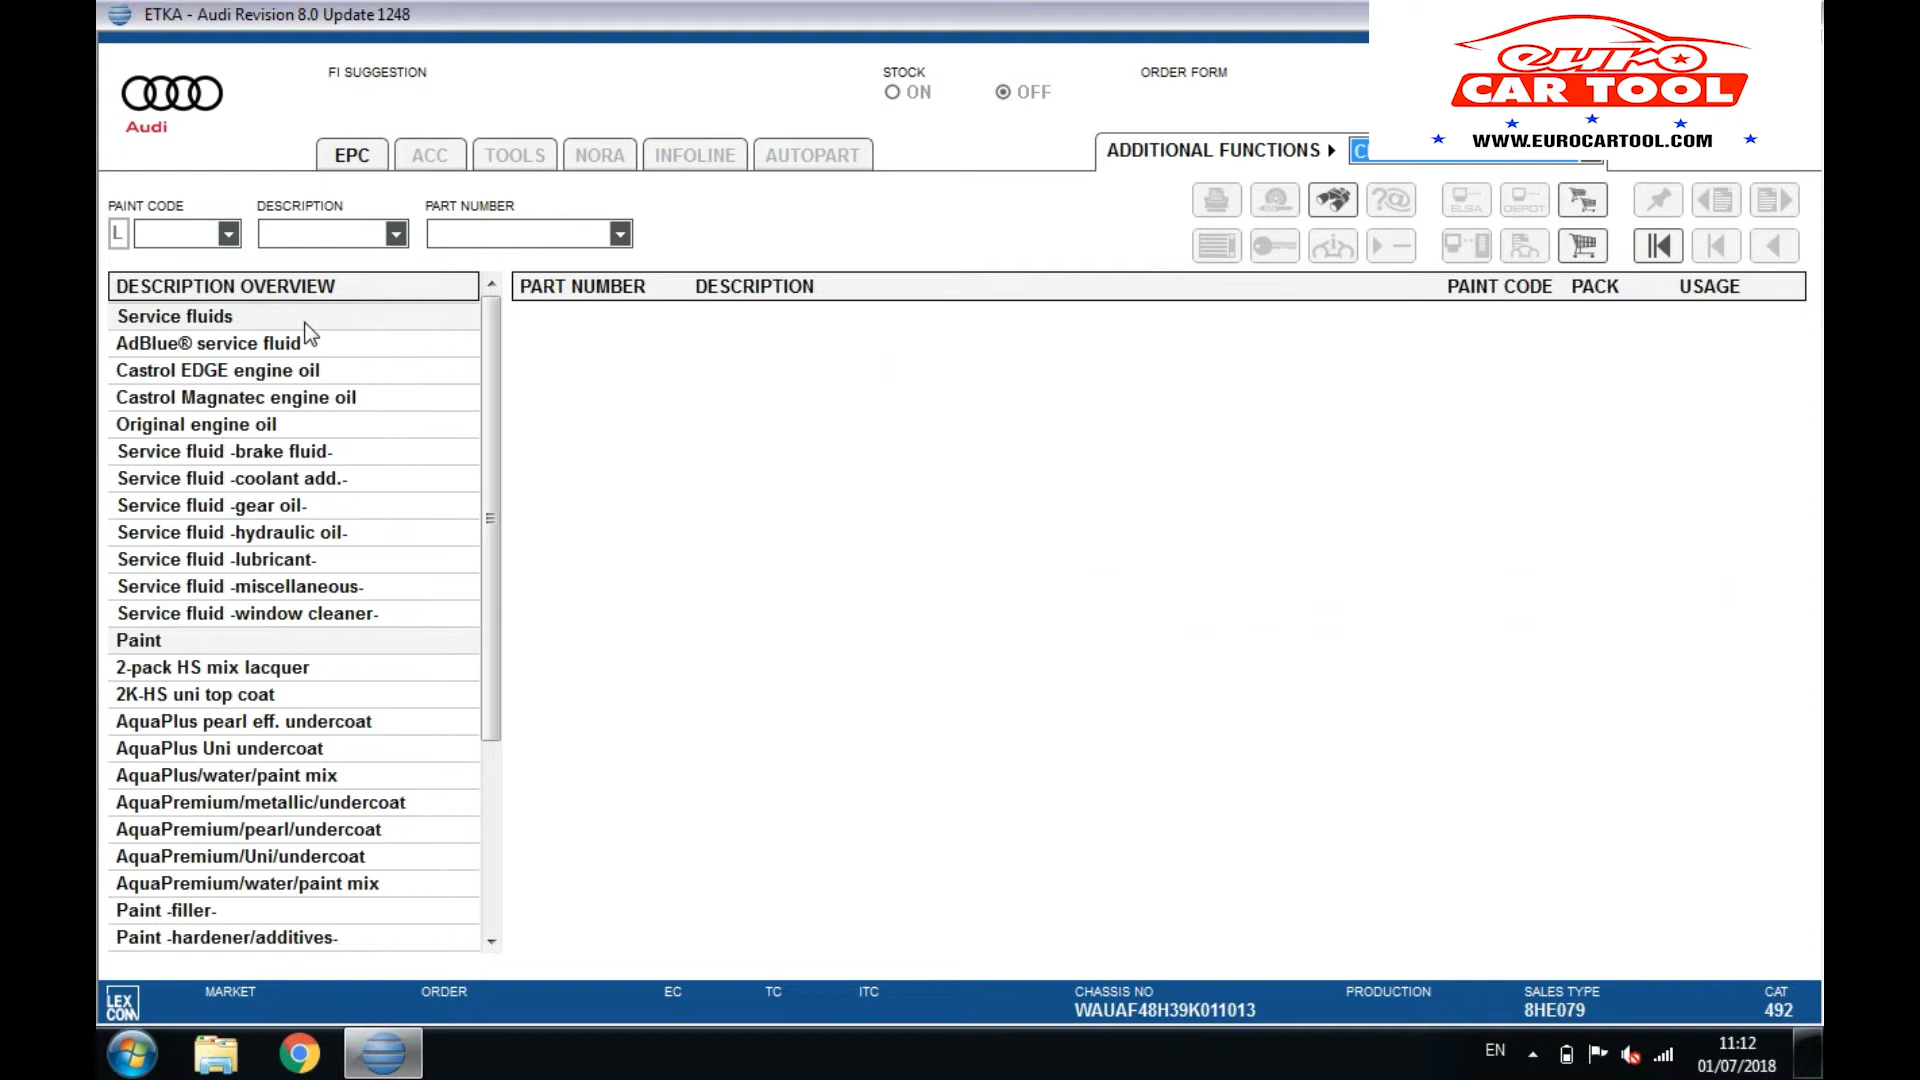 ETKA - Audi Revision 8.0 Update 1248
euro
CAR TOOL
WWW.EUROCARTOOL.COM
Audi
FI SUGGESTION
STOCK
ON OFF
ORDER FORM
EPC ACC TOOLS NORA INFOLINE AUTOPART
ADDITIONAL FUNCTIONS
PAINT CODE DESCRIPTION PART NUMBER
L
?@ ELSA DEPOT
DESCRIPTION OVERVIEW
PART NUMBER DESCRIPTION PAINT CODE PACK USAGE
Service fluids
AdBlue® service fluid
Castrol EDGE engine oil
Castrol Magnatec engine oil
Original engine oil
Service fluid -brake fluid-
Service fluid -coolant add.-
Service fluid -gear oil-
Service fluid -hydraulic oil-
Service fluid -lubricant-
Service fluid -miscellaneous-
Service fluid -window cleaner-
Paint
2-pack HS mix lacquer
2K-HS uni top coat
AquaPlus pearl eff. undercoat
AquaPlus Uni undercoat
AquaPlus/water/paint mix
AquaPremium/metallic/undercoat
AquaPremium/pearl/undercoat
AquaPremium/Uni/undercoat
AquaPremium/water/paint mix
Paint -filler-
Paint -hardener/additives-
LEX
COM
MARKET ORDER EC TC ITC CHASSIS NO PRODUCTION SALES TYPE CAT
WAUAF48H39K011013 8HE079 492
EN
11:12
01/07/2018